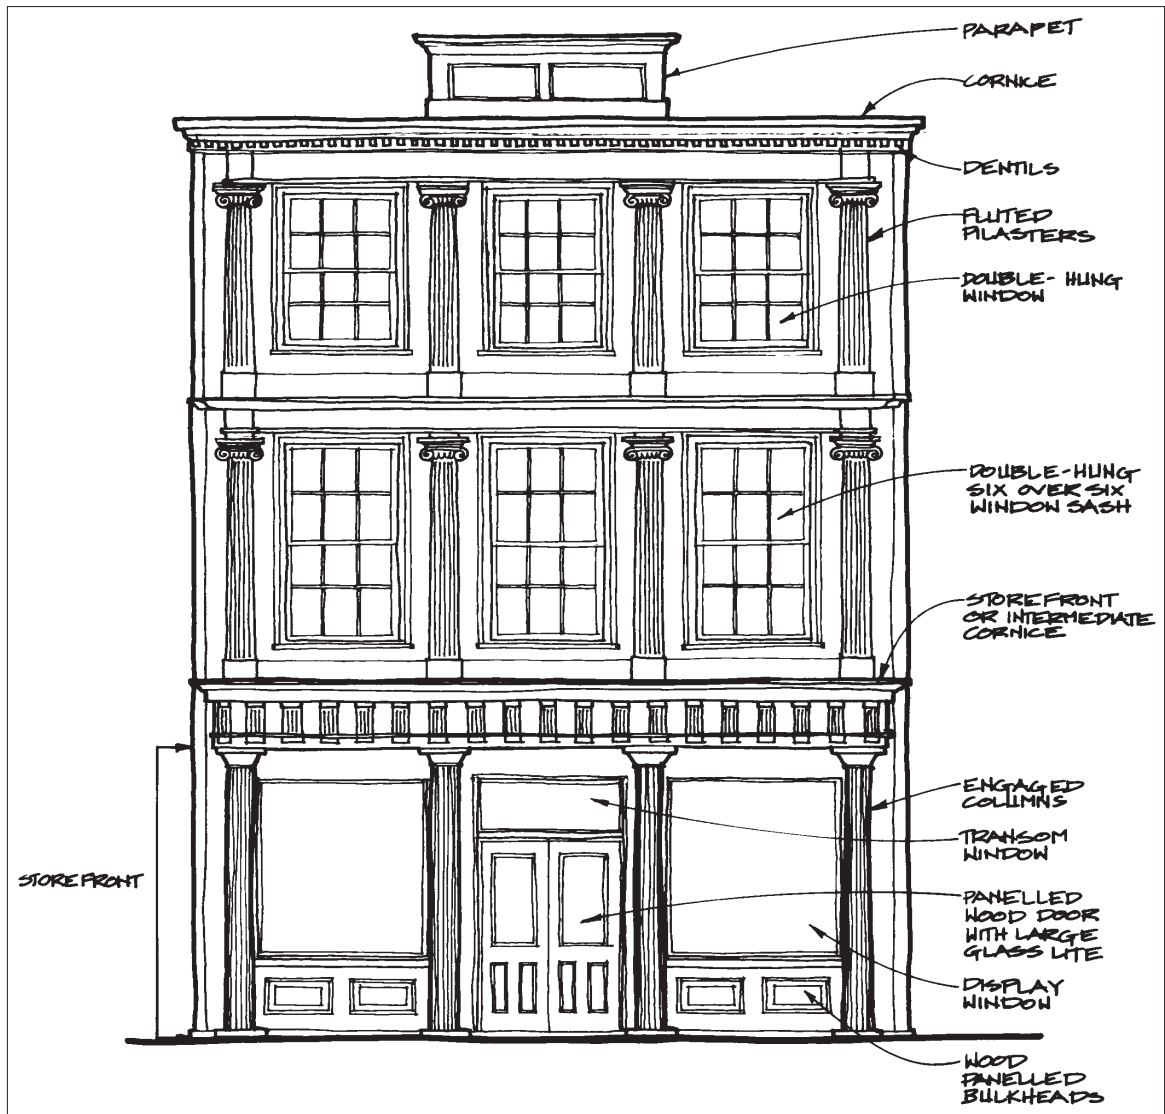 PARAPET
CORNICE
DENTILS
FLUTED
PILASTERS
DOUBLE-HUNG
WINDOW
DOUBLE-HUNG
SIX OVER SIX
WINDOW SASH
STOREFRONT
OR INTERMEDIATE
CORNICE
ENGAGED
COLUMNS
TRANSOM
WINDOW
STOREFRONT
PANELLED
WOOD DOOR
WITH LARGE
GLASS LITE
DISPLAY
WINDOW
WOOD
PANELLED
BULKHEADS